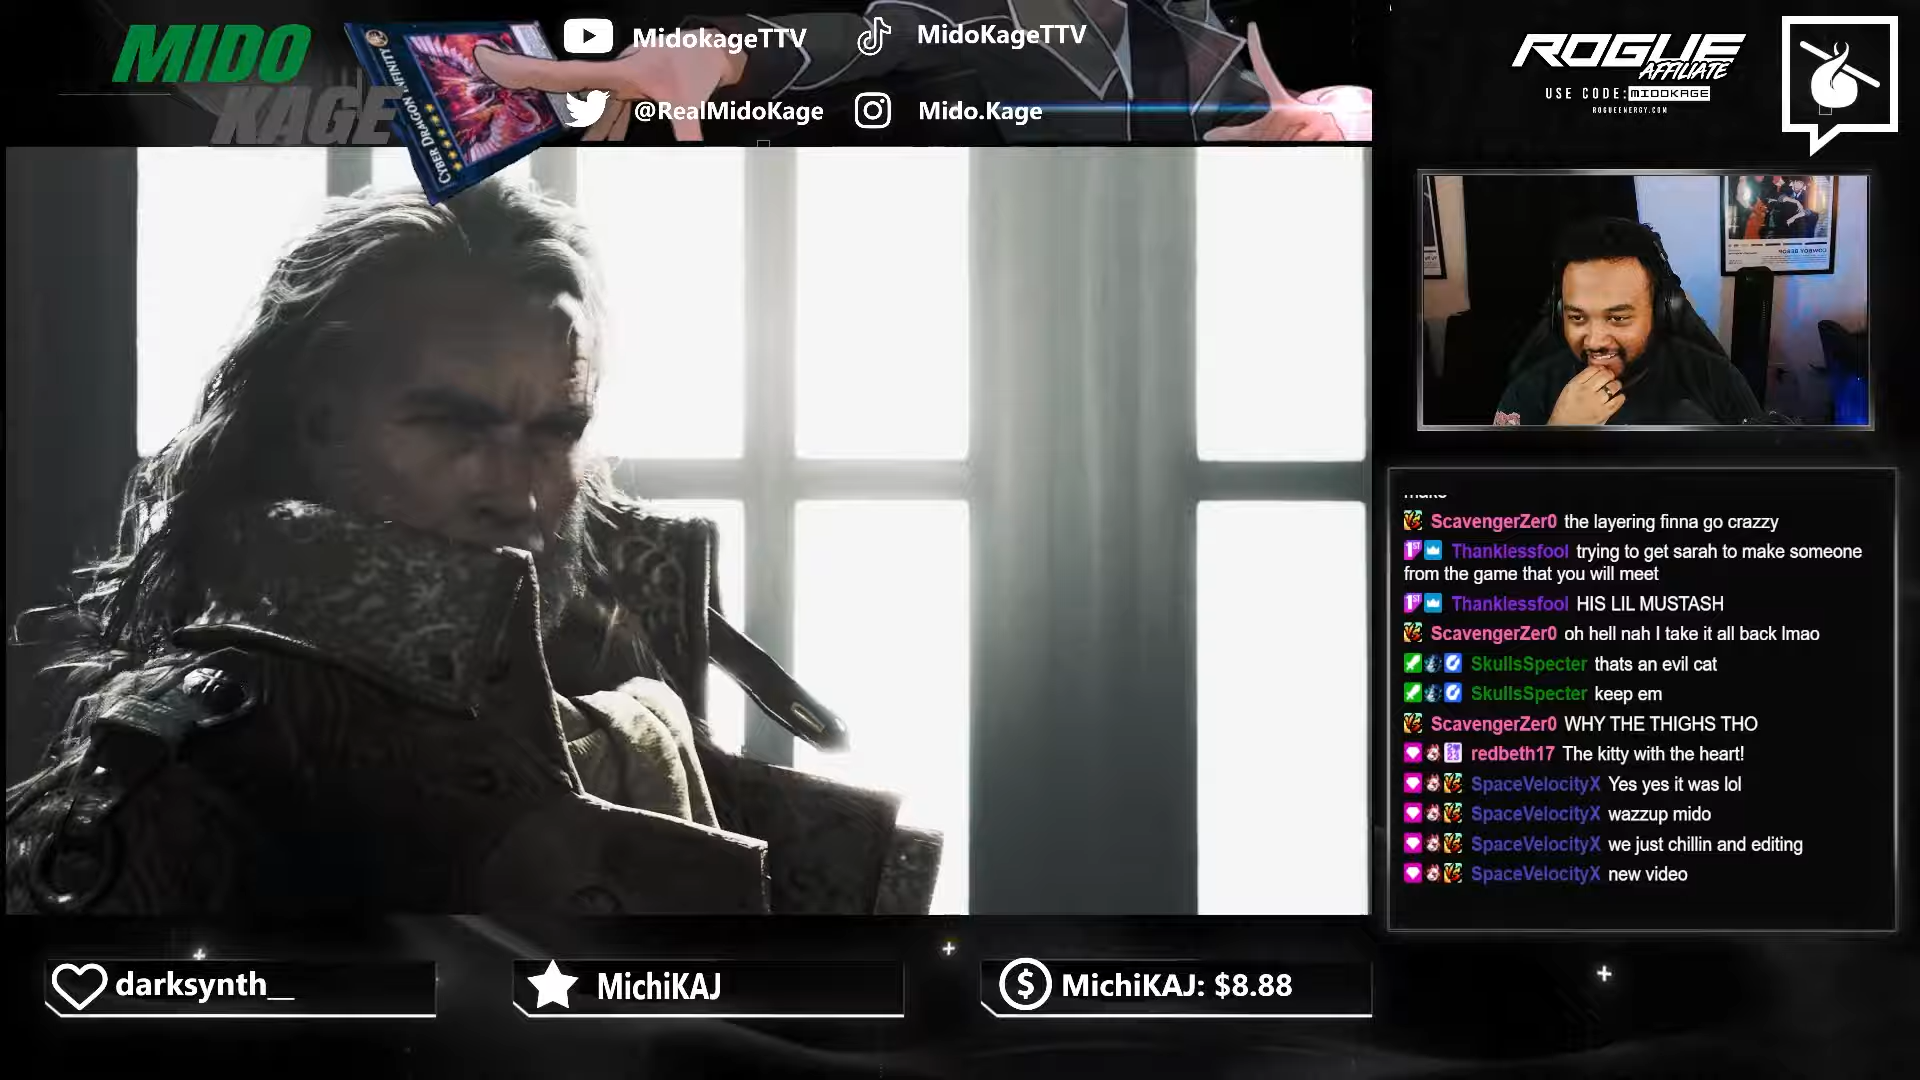 MIDO
KAGE
CYBER DRAGON INFINITY
MidokageTTV
MidoKageTTV
@RealMidoKage
Mido.Kage
ROGUE
AFFILIATE
USE CODE:MIDOKAGE
ROGUEENERGY.COM
ScavengerZer0 the layering finna go crazzy
Thanklessfool trying to get sarah to make someone
from the game that you will meet
Thanklessfool HIS LIL MUSTASH
ScavengerZer0 oh hell nah I take it all back lmao
SkullsSpecter thats an evil cat
SkullsSpecter keep em
ScavengerZer0 WHY THE THIGHS THO
redbeth17 The kitty with the heart!
SpaceVelocityX Yes yes it was lol
SpaceVelocityX wazzup mido
SpaceVelocityX we just chillin and editing
SpaceVelocityX new video
darksynth__
MichiKAJ
MichiKAJ: $8.88